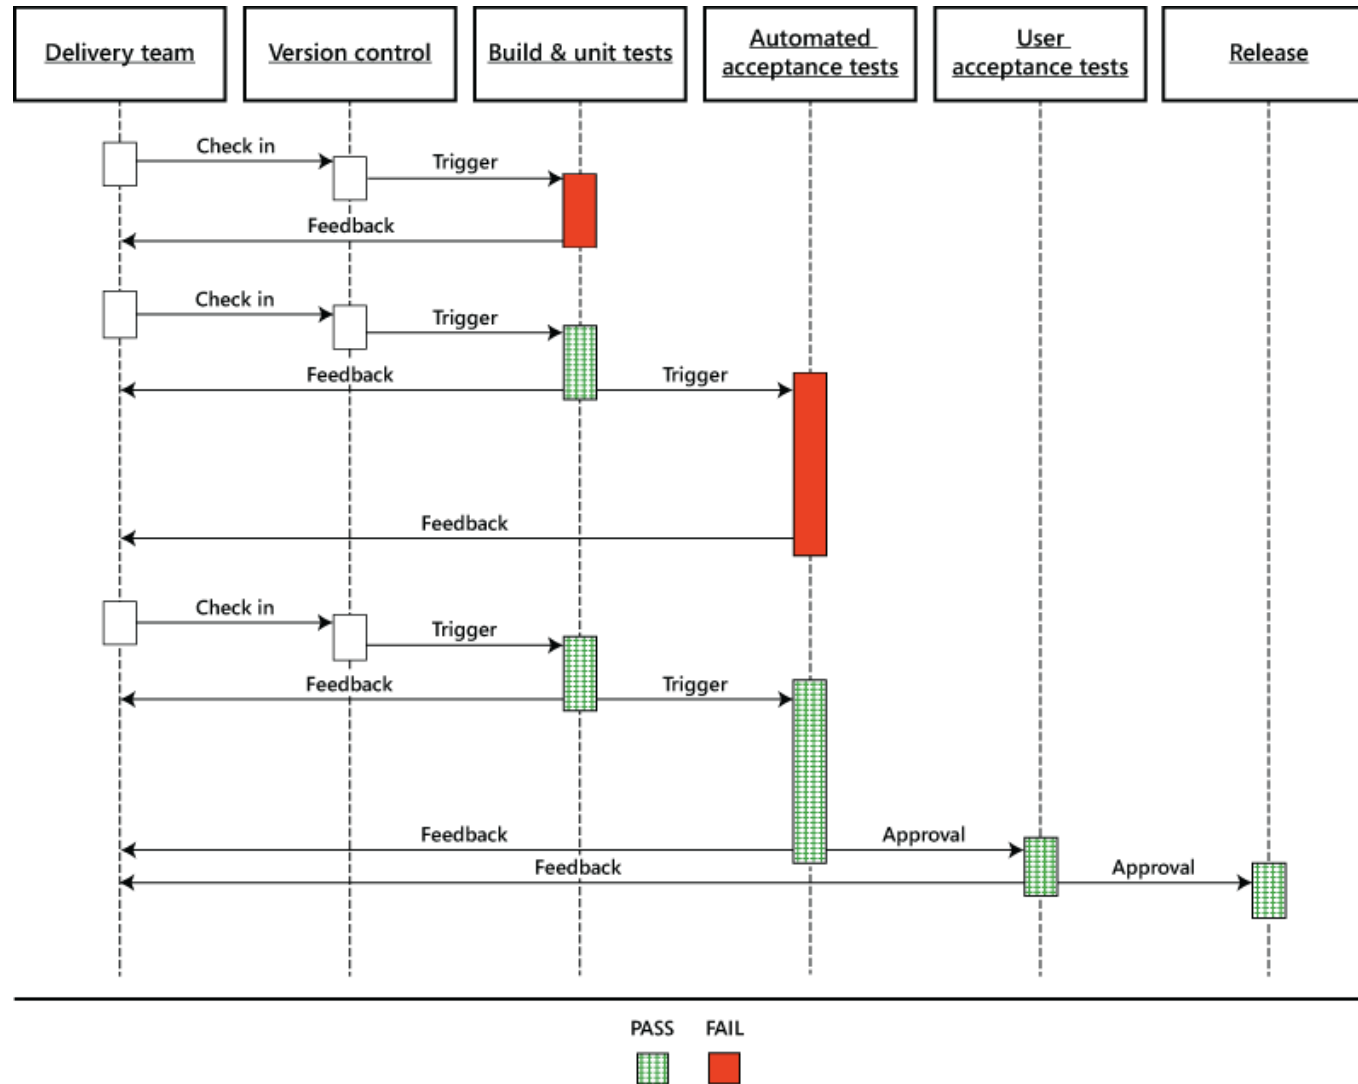 Delivery team
Version control
Build & unit tests
Automated
acceptance tests
User
acceptance tests
Release
Check in
Trigger
Feedback
Check in
Trigger
Feedback
Trigger
Feedback
Check in
Trigger
Feedback
Trigger
Feedback
Approval
Feedback
Approval
PASS
FAIL